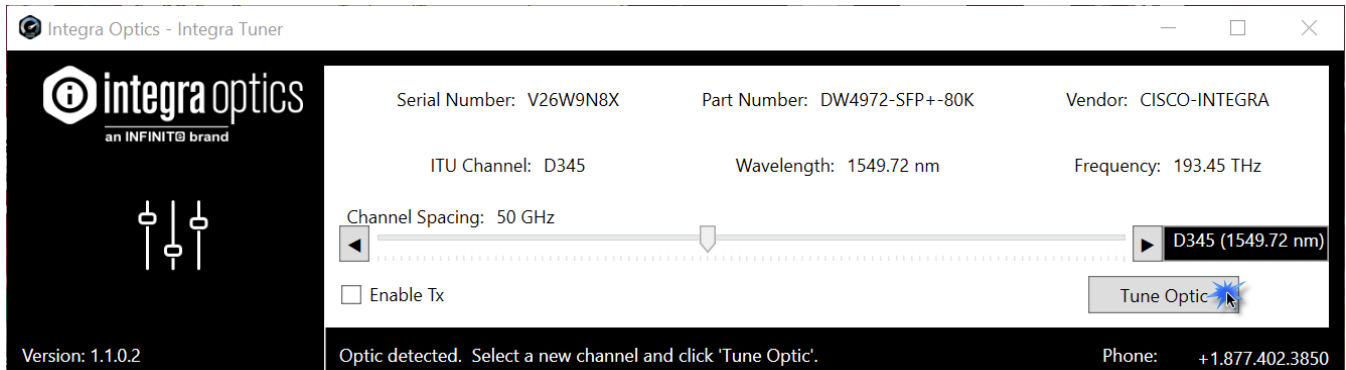 Integra Optics - Integra Tuner
integra optics
an INFINIT@ brand
Serial Number: V26W9N8X Part Number: DW4972-SFP+-80K Vendor: CISCO-INTEGRA
ITU Channel: D345 Wavelength: 1549.72 nm Frequency: 193.45 THz
Channel Spacing: 50 GHz
D345 (1549.72 nm)
Enable Tx
Tune Optic
Version: 1.1.0.2 Optic detected. Select a new channel and click 'Tune Optic'. Phone: +1.877.402.3850